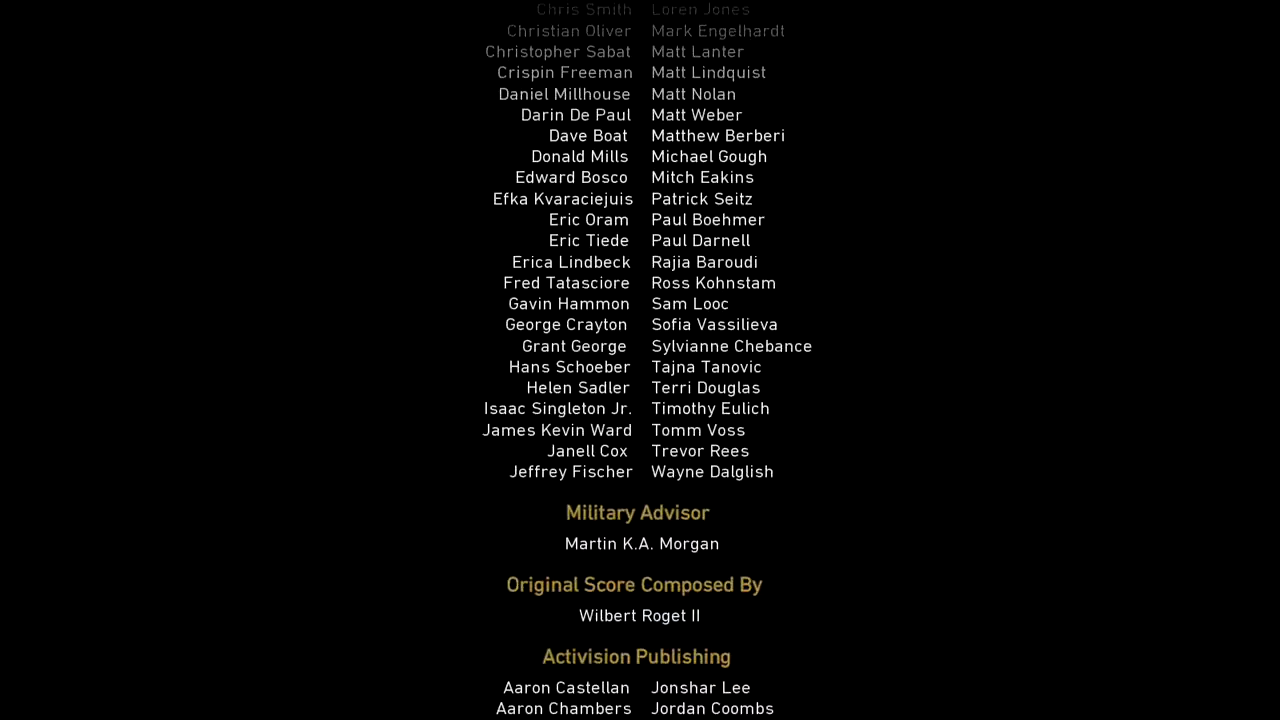 Chris Smith Loren Jones
Christian Oliver Mark Engelhardt
Christopher Sabat Matt Lanter
Crispin Freeman Matt Lindquist
Daniel Millhouse Matt Nolan
Darin De Paul Matt Weber
Dave Boat Matthew Berberi
Donald Mills Michael Gough
Edward Bosco Mitch Eakins
Efka Kvaraciejuis Patrick Seitz
Eric Oram Paul Boehmer
Eric Tiede Paul Darnell
Erica Lindbeck Rajia Baroudi
Fred Tatasciore Ross Kohnstam
Gavin Hammon Sam Looc
George Crayton Sofia Vassilieva
Grant George Sylvianne Chebance
Hans Schoeber Tajna Tanovic
Helen Sadler Terri Douglas
Isaac Singleton Jr. Timothy Eulich
James Kevin Ward Tomm Voss
Janell Cox Trevor Rees
Jeffrey Fischer Wayne Dalglish
Military Advisor
Martin K.A. Morgan
Original Score Composed By
Wilbert Roget II
Activision Publishing
Aaron Castellan Jonshar Lee
Aaron Chambers Jordan Coombs